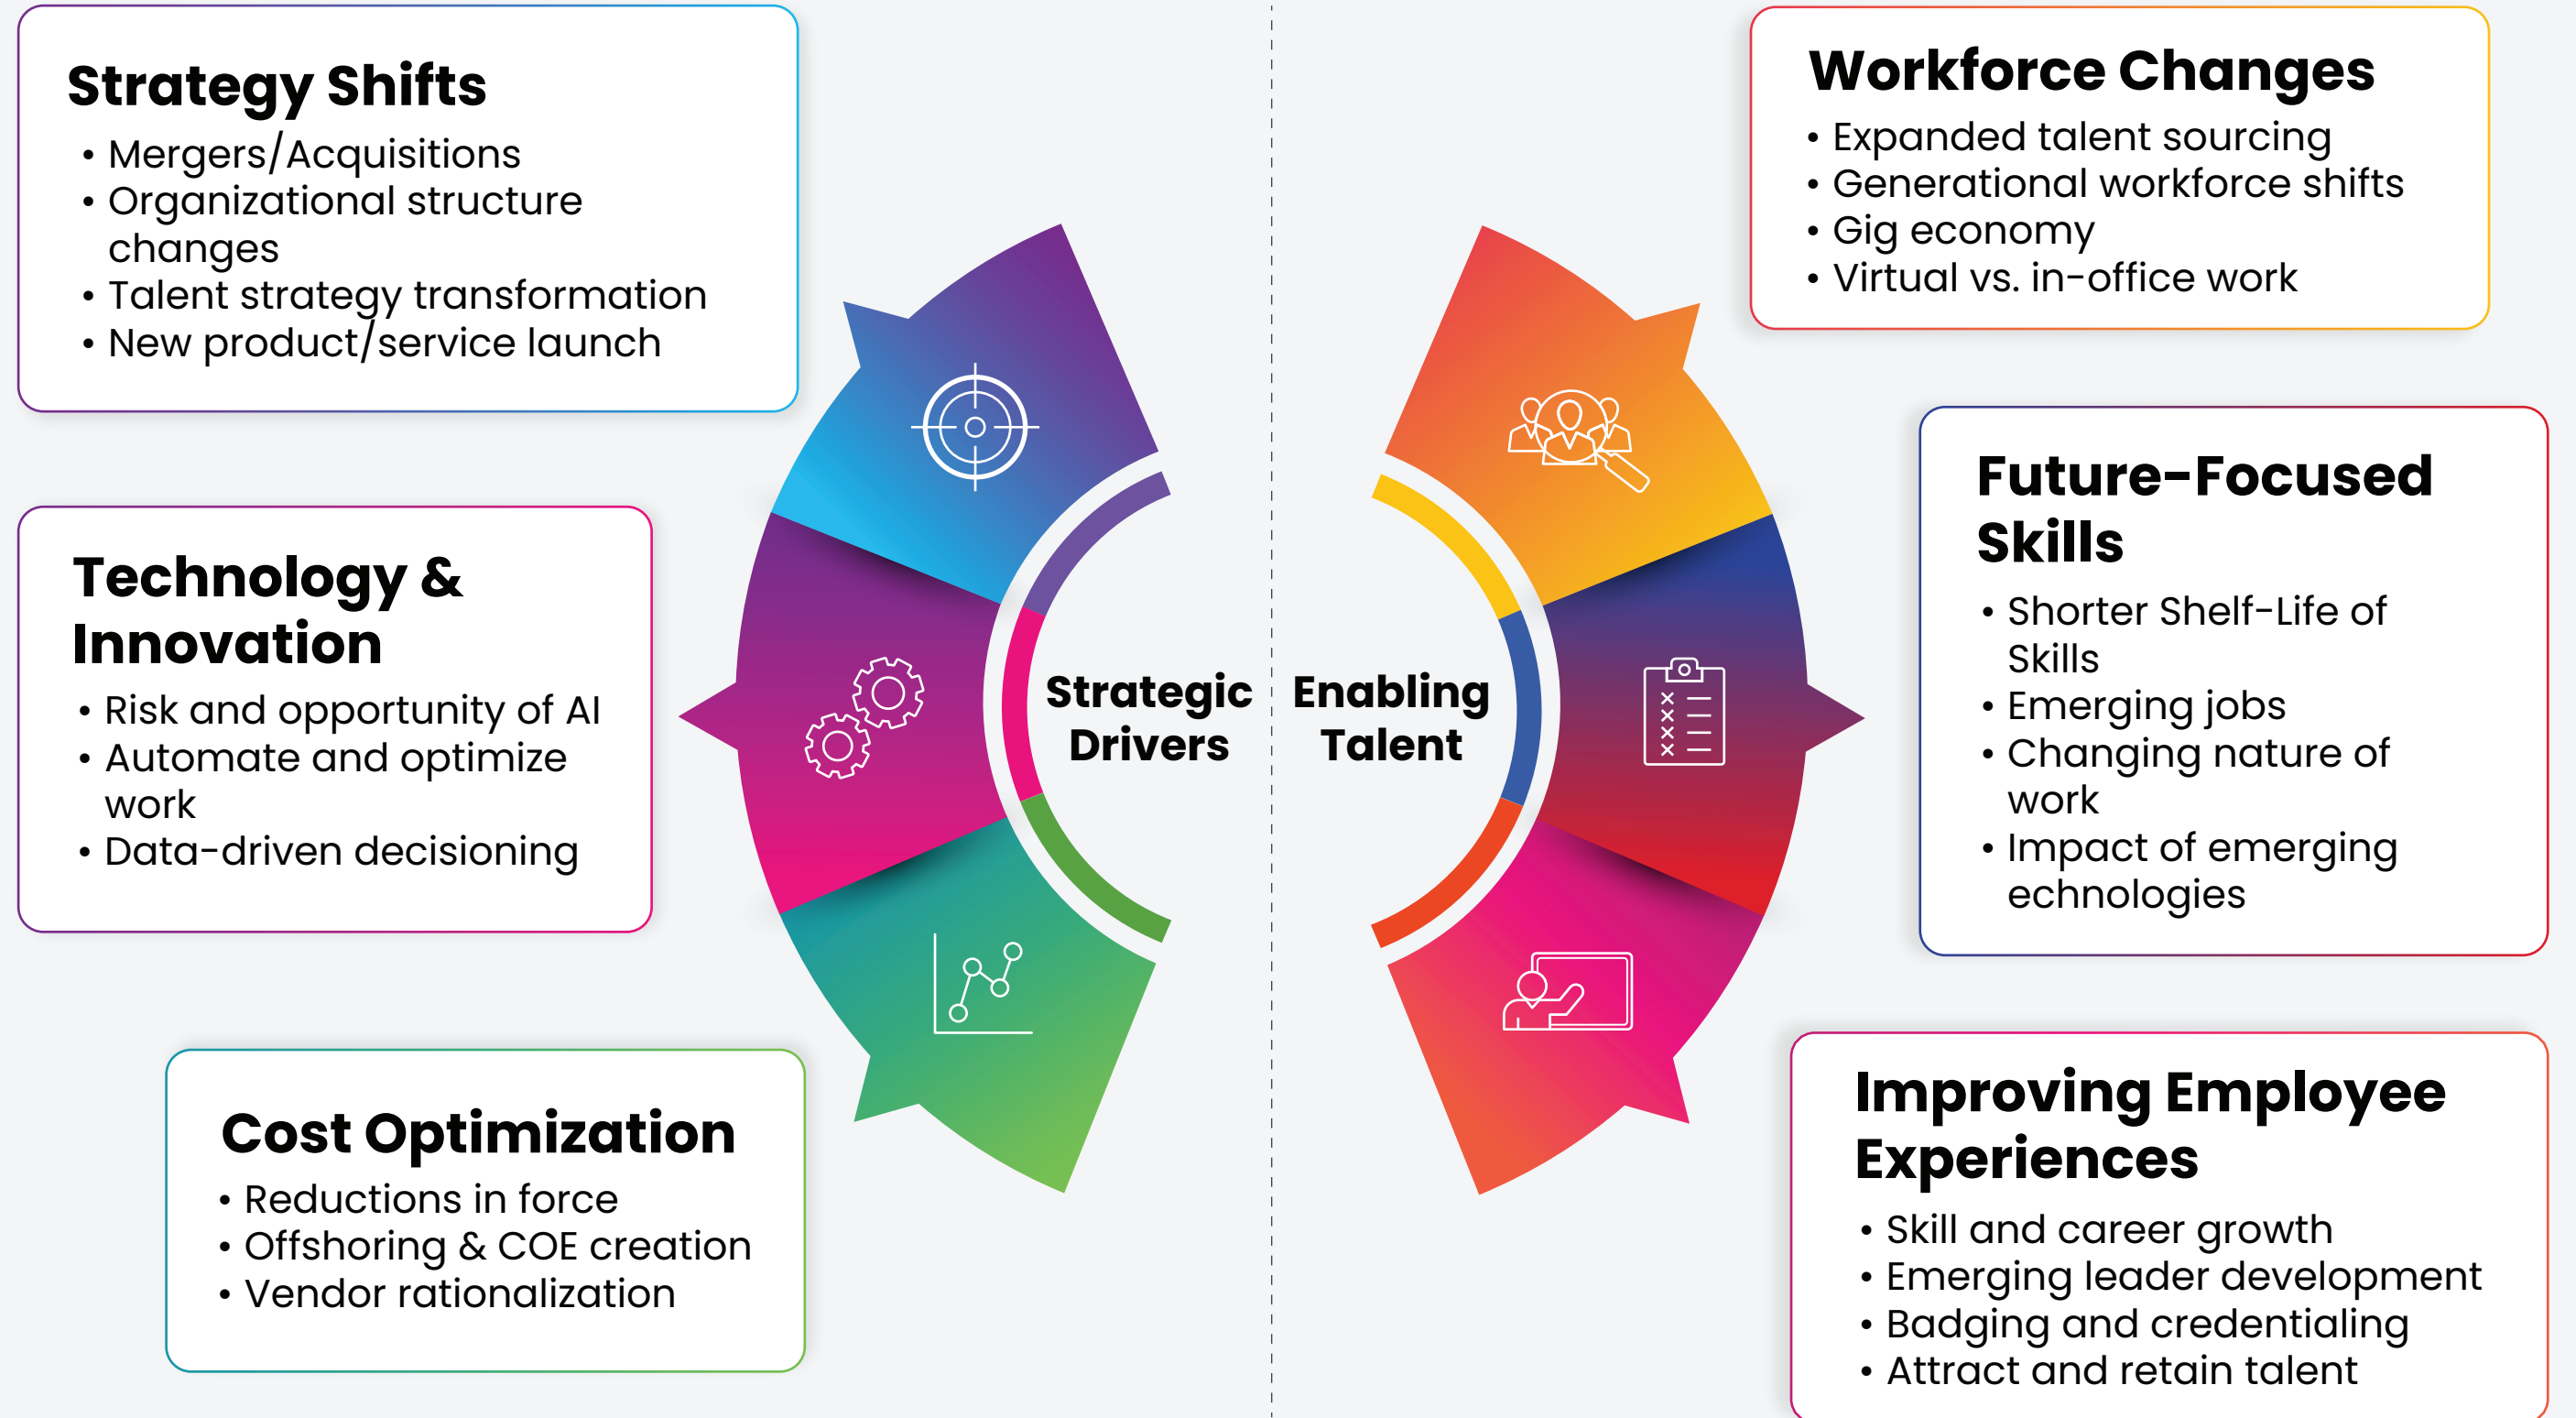 Strategy Shifts
• Mergers/Acquisitions
• Organizational structure
changes
• Talent strategy transformation
• New product/service launch
Technology &
Innovation
• Risk and opportunity of AI
• Automate and optimize
work
• Data-driven decisioning
Cost Optimization
• Reductions in force
• Offshoring & COE creation
• Vendor rationalization
Strategic
Drivers
Enabling
Talent
Workforce Changes
• Expanded talent sourcing
• Generational workforce shifts
• Gig economy
• Virtual vs. in-office work
Future-Focused
Skills
• Shorter Shelf-Life of
Skills
• Emerging jobs
• Changing nature of
work
• Impact of emerging
echnologies
Improving Employee
Experiences
• Skill and career growth
• Emerging leader development
• Badging and credentialing
• Attract and retain talent